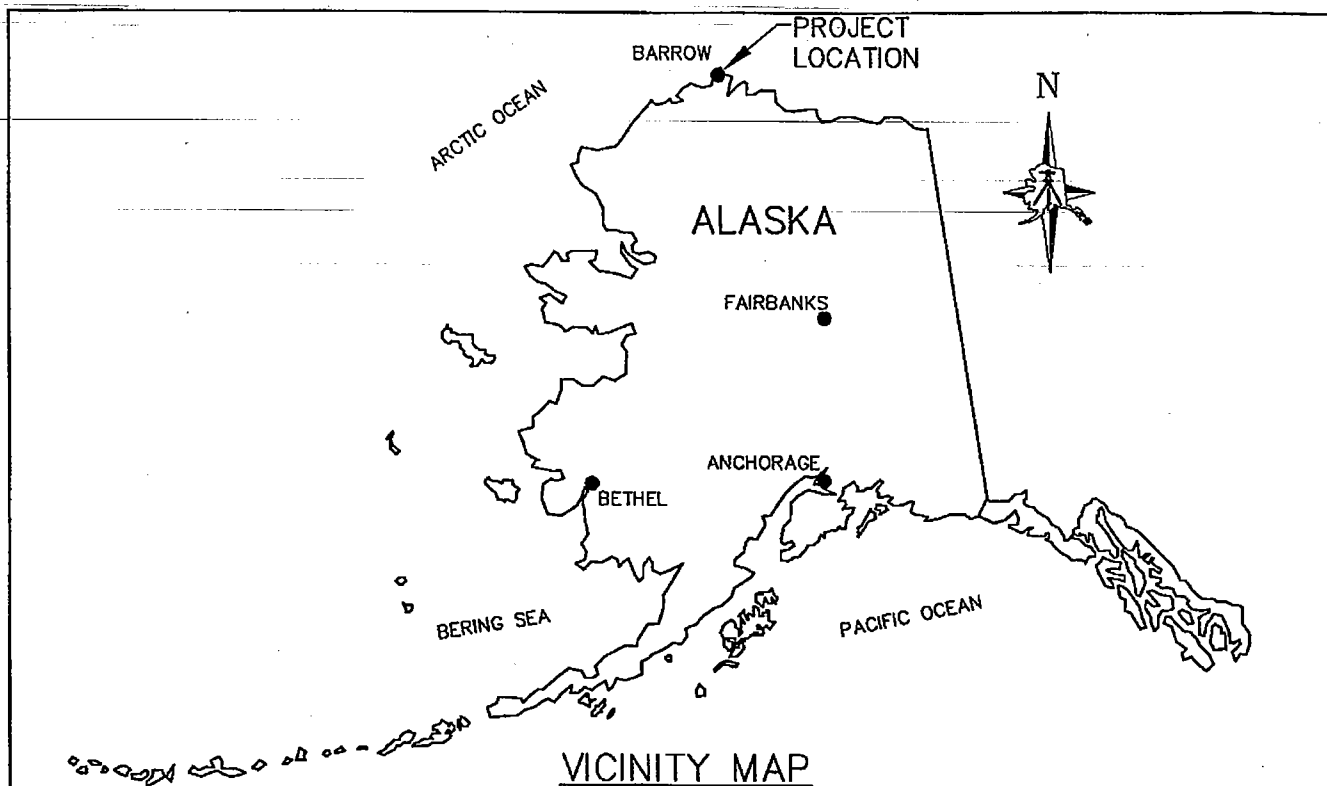 PROJECT
LOCATION
BARROW
N
ARCTIC OCEAN
ALASKA
FAIRBANKS
ANCHORAGE
BETHEL
BERING SEA
PACIFIC OCEAN
VICINITY MAP